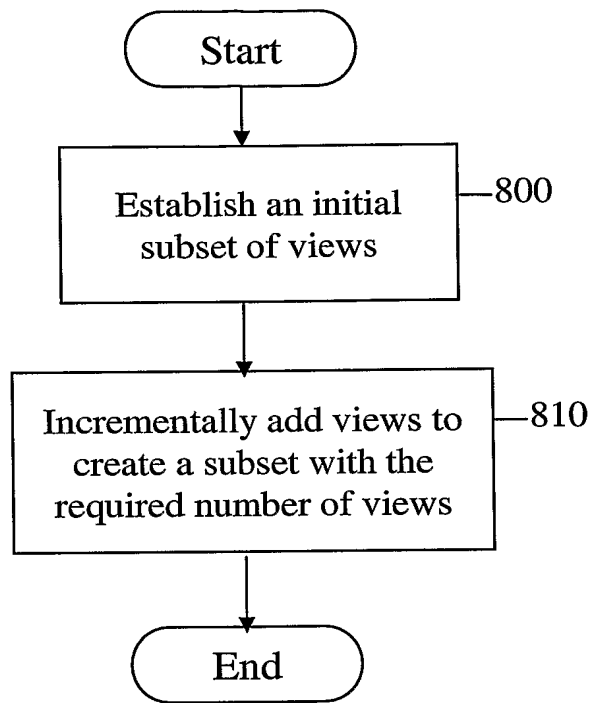 Start
Establish an initial
subset of views
800
Incrementally add views to
create a subset with the
required number of views
810
End